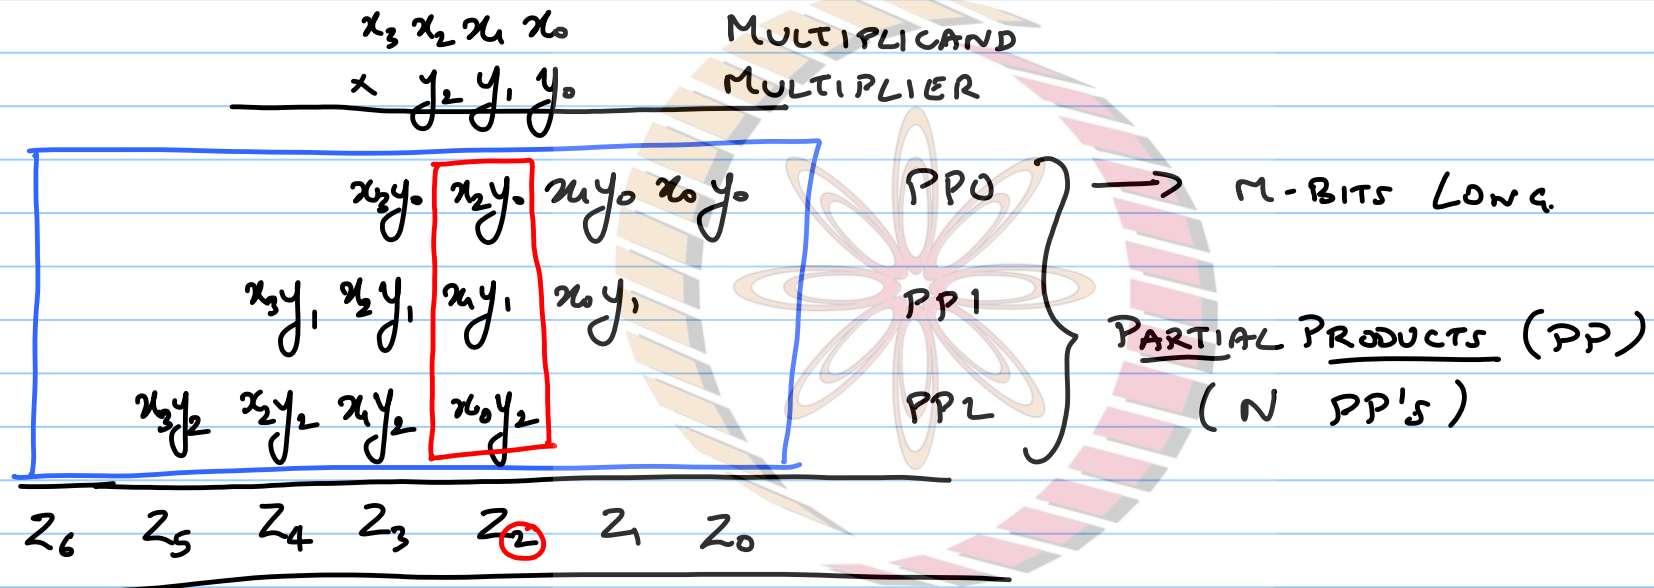 x₃ x₂ x₁ x₀ MULTIPLICAND
× y₂ y₁ y₀ MULTIPLIER
x₃y₀ x₂y₀ x₁y₀ x₀y₀ PP0 → M-BITS LONG.
x₃y₁ x₂y₁ x₁y₁ x₀y₁ PP1
PARTIAL PRODUCTS (PP)
x₃y₂ x₂y₂ x₁y₂ x₀y₂ PP2 (N PP's)
Z₆ Z₅ Z₄ Z₃ Z₂ Z₁ Z₀